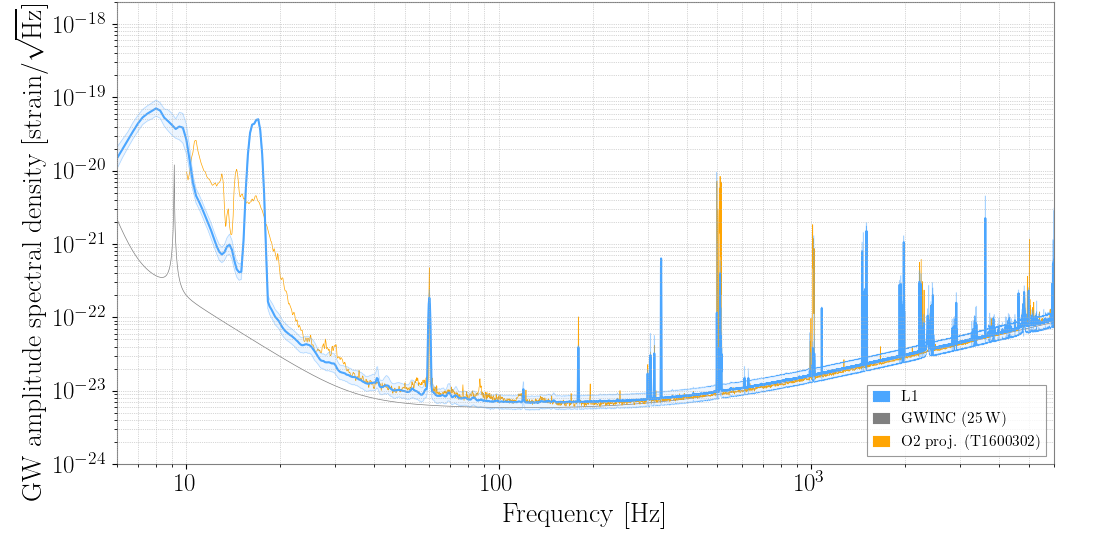 GW amplitude spectral density [strain/√Hz]
10⁻¹⁸
10⁻¹⁹
10⁻²⁰
10⁻²¹
10⁻²²
10⁻²³
10⁻²⁴
10
100
10³
Frequency [Hz]
L1
GWINC (25 W)
O2 proj. (T1600302)